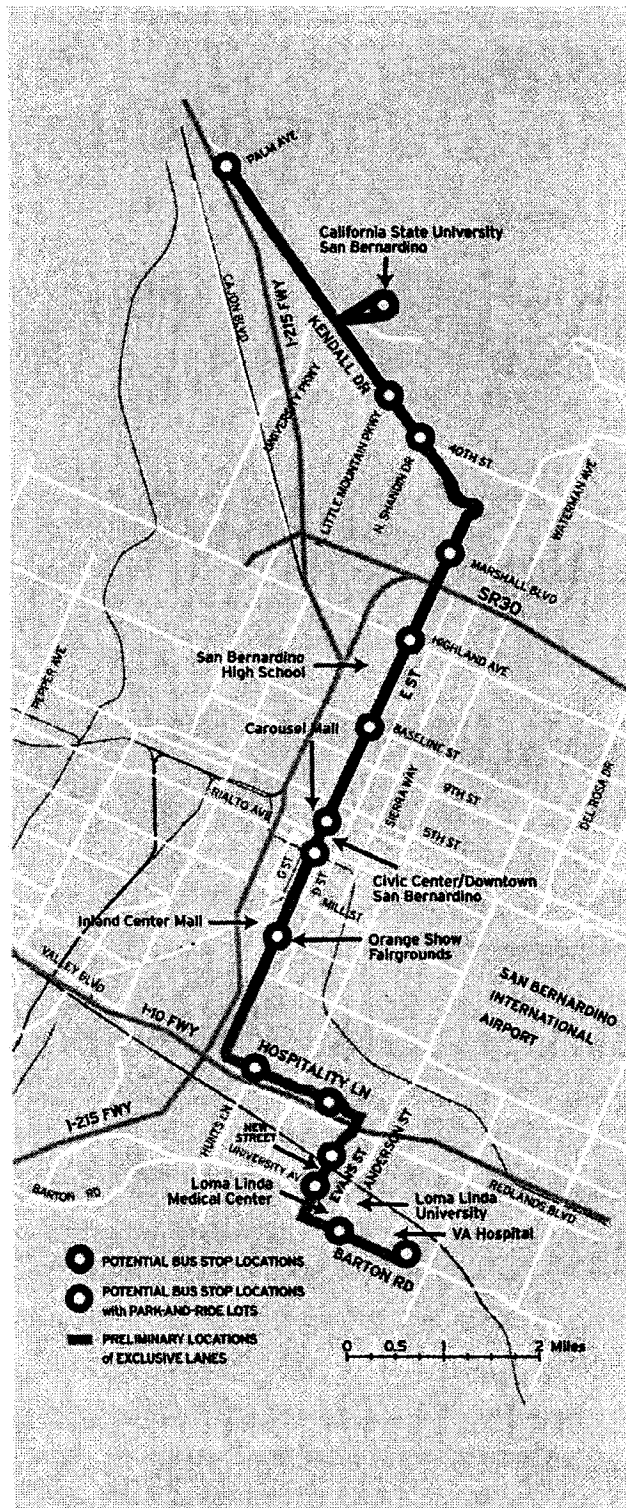 PALM AVE
California State University
San Bernardino
CAJON BLVD
I-215 FWY
KENDALL DR
UNIVERSITY PKWY
LITTLE MOUNTAIN PKWY
N. SHANDIN DR
40TH ST
WATERMAN AVE
MARSHALL BLVD
SR30
HIGHLAND AVE
San Bernardino
High School
E ST
PEPPER AVE
Carousel Mall
BASELINE ST
SIERRA WAY
9TH ST
DEL ROSA DR
RIALTO AVE
5TH ST
G ST
D ST
Civic Center/Downtown
San Bernardino
MILL ST
Inland Center Mall
Orange Show
Fairgrounds
VALLEY BLVD
SAN BERNARDINO
INTERNATIONAL
AIRPORT
I-10 FWY
HOSPITALITY LN
I-215 FWY
HUNTS LN
NEW
STREET
UNIVERSITY AV
EVANS ST
ANDERSON ST
REDLANDS BLVD
BARTON RD
Loma Linda
Medical Center
Loma Linda
University
VA Hospital
BARTON RD
POTENTIAL BUS STOP LOCATIONS
POTENTIAL BUS STOP LOCATIONS
with PARK-AND-RIDE LOTS
PRELIMINARY LOCATIONS
of EXCLUSIVE LANES
0 0.5 2 Miles